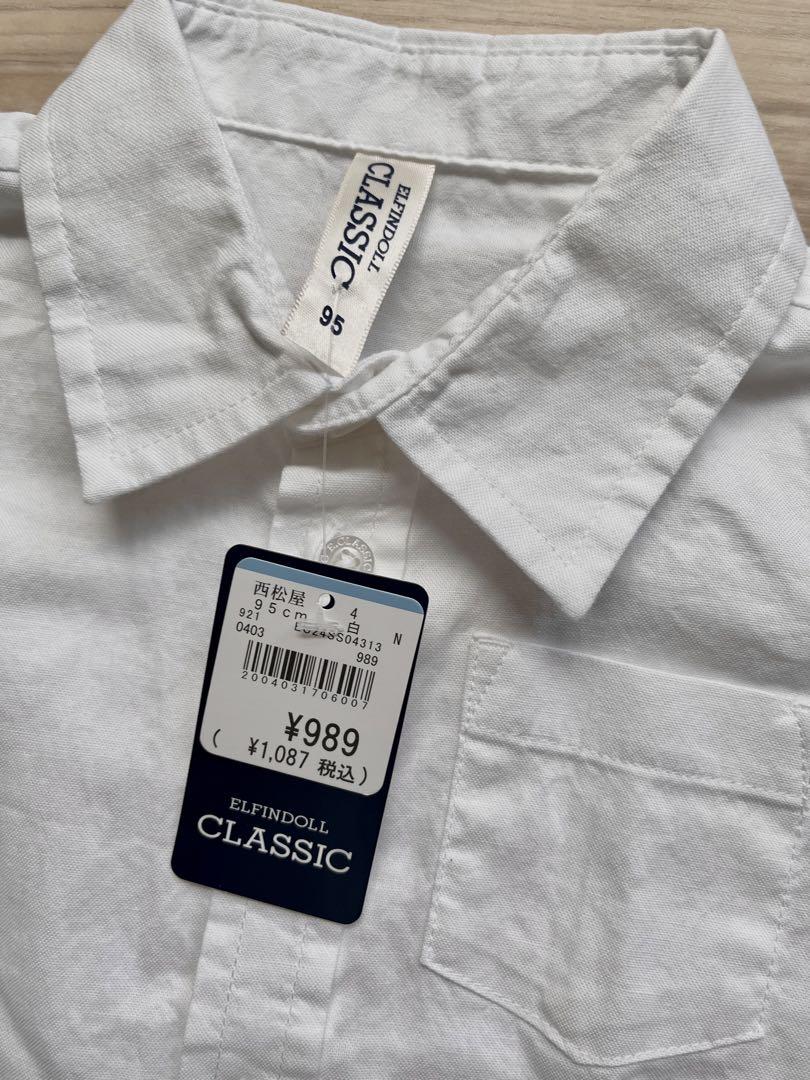 ELFINDOLL
CLASSIC
95
E.CLASSIC
西松屋 4
95cm 白 N
921
0403
989
2004031706007
¥989
( ¥1,087 税込)
ELFINDOLL
CLASSIC